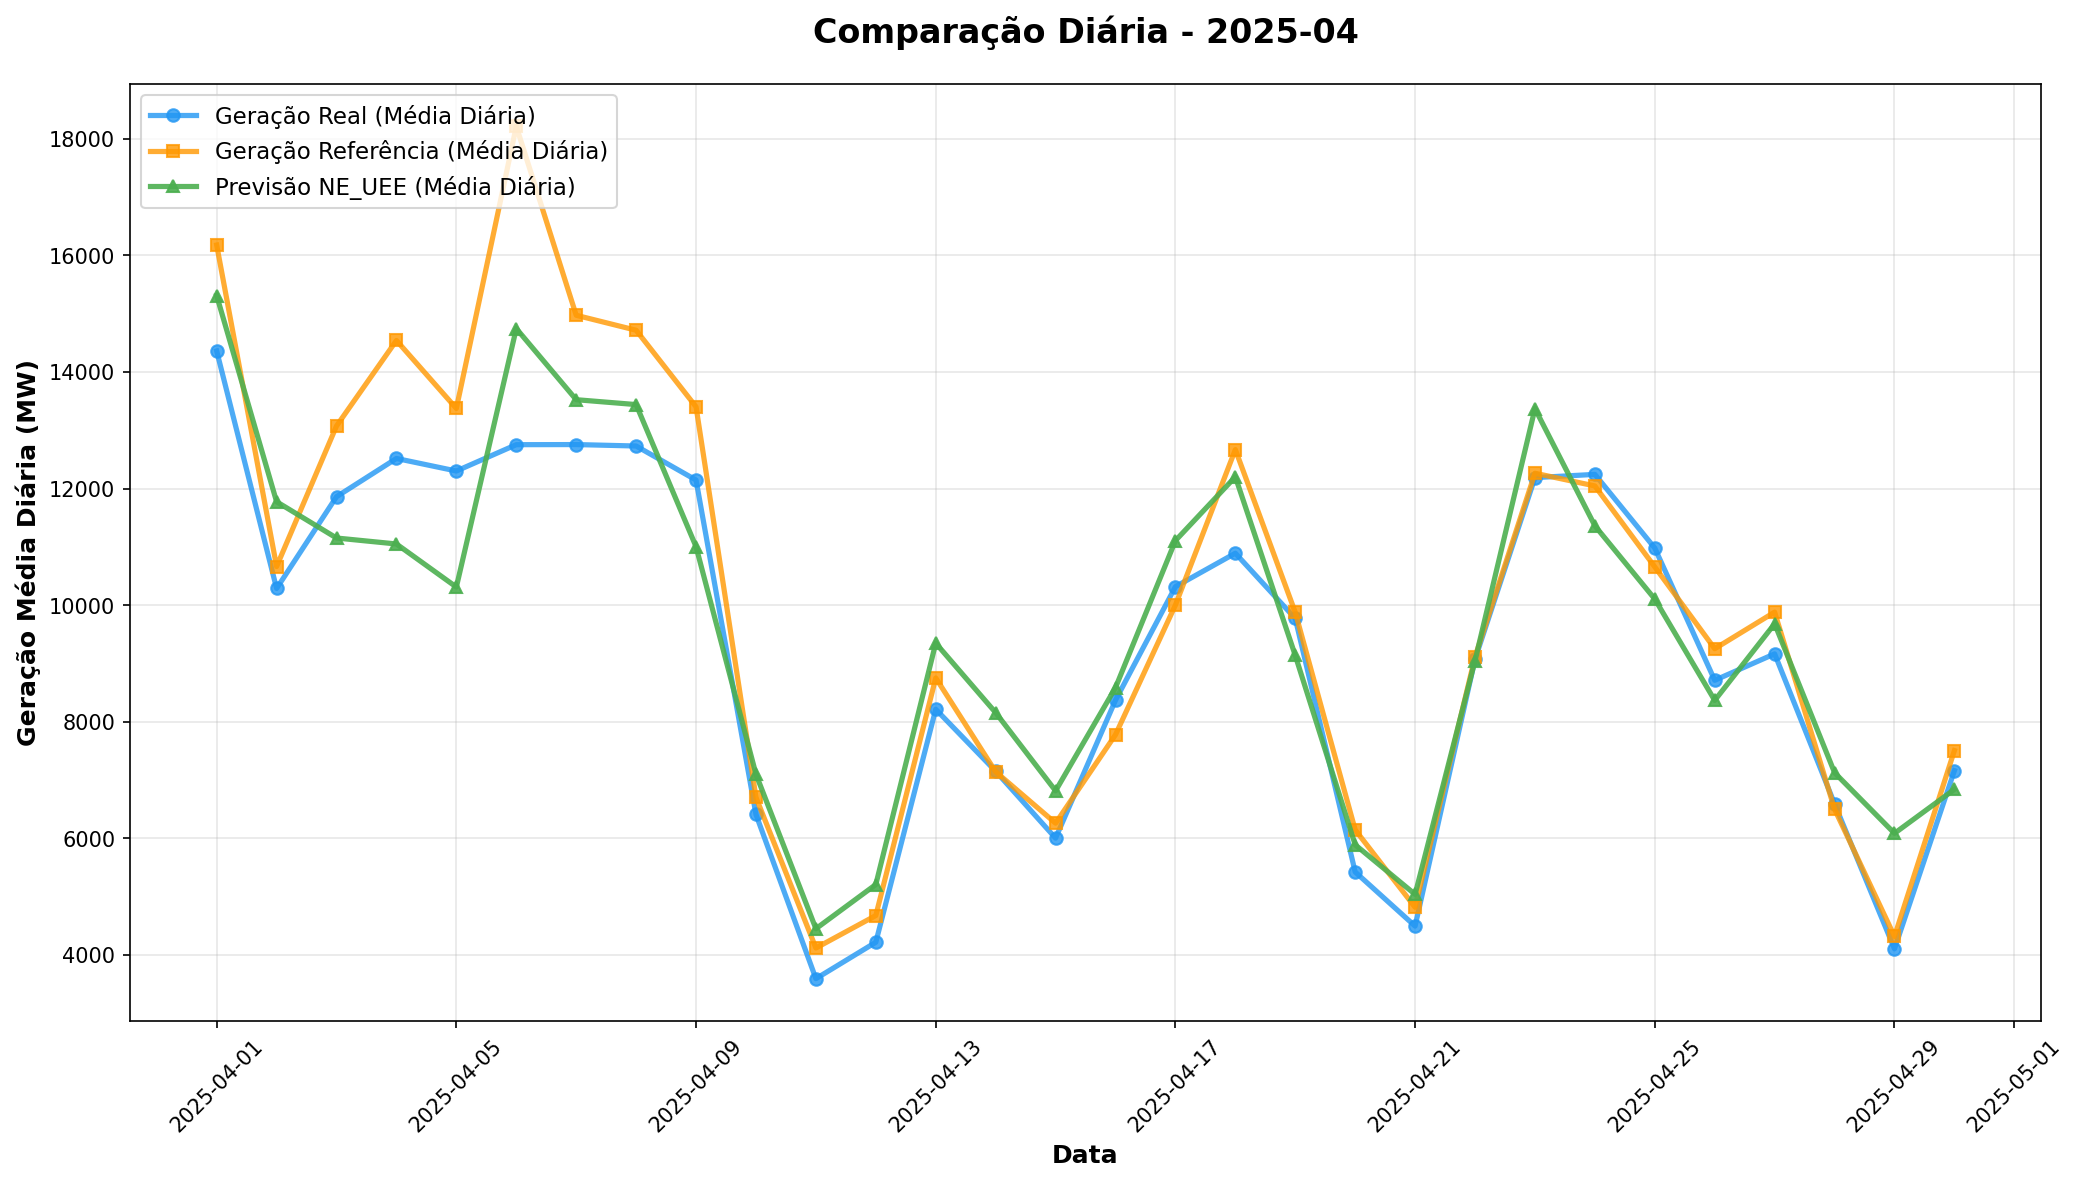 Comparação Diária - 2025-04
Geração Real (Média Diária)
Geração Referência (Média Diária)
Previsão NE_UEE (Média Diária)
Geração Média Diária (MW)
18000
16000
14000
12000
10000
8000
6000
4000
2025-04-01
2025-04-05
2025-04-09
2025-04-13
2025-04-17
2025-04-21
2025-04-25
2025-04-29
2025-05-01
Data